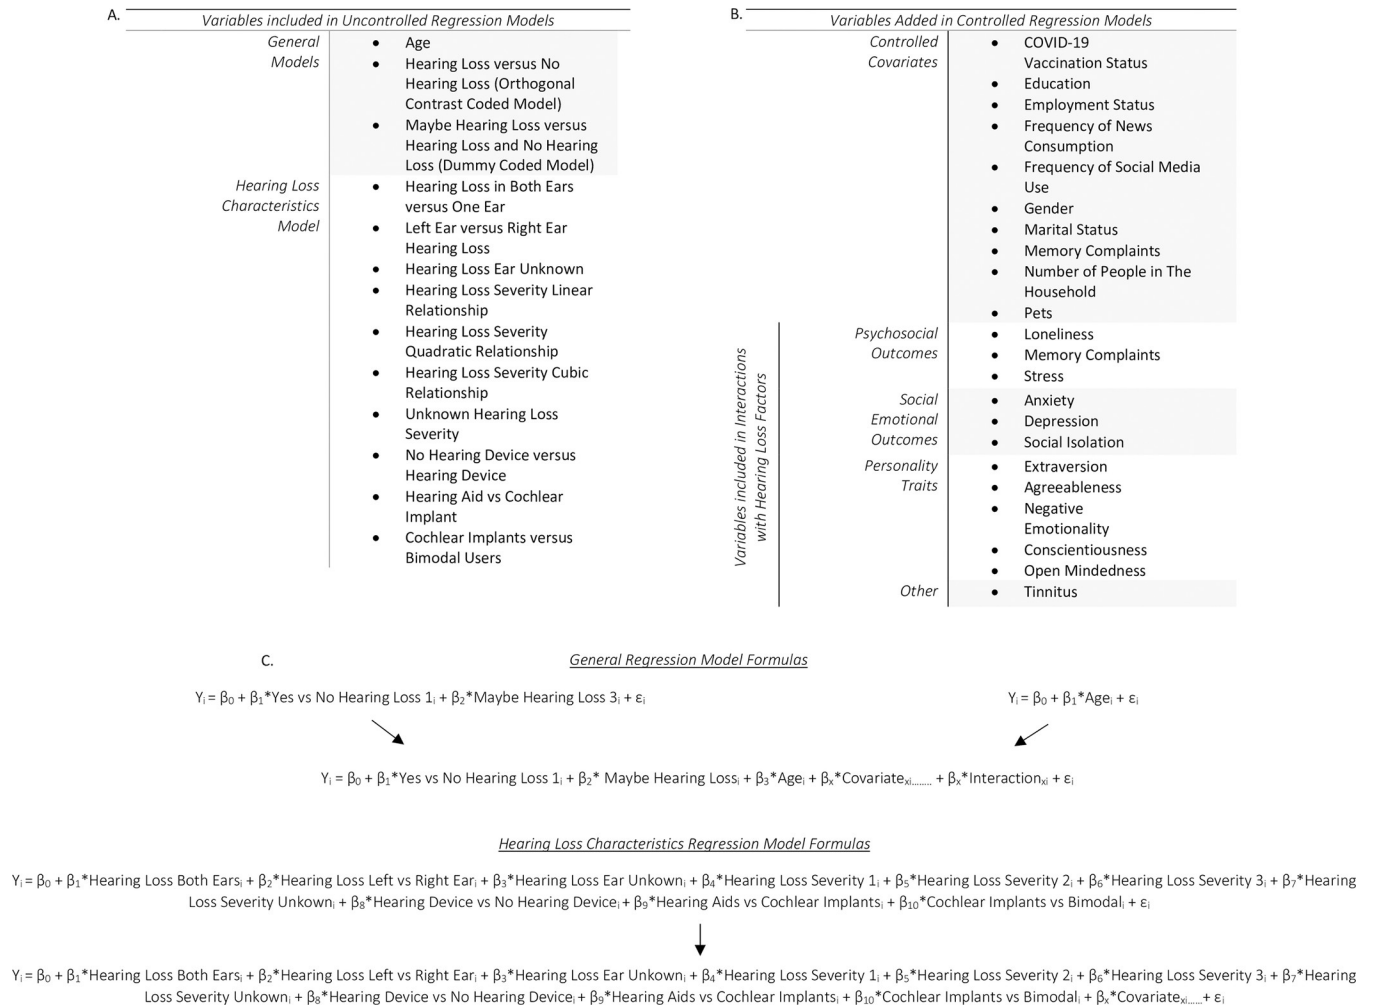 A.
Variables included in Uncontrolled Regression Models
General
Models
• Age
• Hearing Loss versus No
Hearing Loss (Orthogonal
Contrast Coded Model)
• Maybe Hearing Loss versus
Hearing Loss and No Hearing
Loss (Dummy Coded Model)
Hearing Loss
Characteristics
Model
• Hearing Loss in Both Ears
versus One Ear
• Left Ear versus Right Ear
Hearing Loss
• Hearing Loss Ear Unknown
• Hearing Loss Severity Linear
Relationship
• Hearing Loss Severity
Quadratic Relationship
• Hearing Loss Severity Cubic
Relationship
• Unknown Hearing Loss
Severity
• No Hearing Device versus
Hearing Device
• Hearing Aid vs Cochlear
Implant
• Cochlear Implants versus
Bimodal Users
B.
Variables Added in Controlled Regression Models
Controlled
Covariates
• COVID-19
Vaccination Status
• Education
• Employment Status
• Frequency of News
Consumption
• Frequency of Social Media
Use
• Gender
• Marital Status
• Memory Complaints
• Number of People in The
Household
• Pets
Variables included in Interactions
with Hearing Loss Factors
Psychosocial
Outcomes
• Loneliness
• Memory Complaints
• Stress
Social
Emotional
Outcomes
• Anxiety
• Depression
• Social Isolation
Personality
Traits
• Extraversion
• Agreeableness
• Negative
Emotionality
• Conscientiousness
• Open Mindedness
Other
• Tinnitus
C.
General Regression Model Formulas
Yᵢ = β₀ + β₁*Yes vs No Hearing Loss 1ᵢ + β₂*Maybe Hearing Loss 3ᵢ + εᵢ
Yᵢ = β₀ + β₁*Ageᵢ + εᵢ
Yᵢ = β₀ + β₁*Yes vs No Hearing Loss 1ᵢ + β₂* Maybe Hearing Lossᵢ + β₃*Ageᵢ + βₓ*Covariateₓᵢ........ + βₓ*Interactionₓᵢ + εᵢ
Hearing Loss Characteristics Regression Model Formulas
Yᵢ = β₀ + β₁*Hearing Loss Both Earsᵢ + β₂*Hearing Loss Left vs Right Earᵢ + β₃*Hearing Loss Ear Unkownᵢ + β₄*Hearing Loss Severity 1ᵢ + β₅*Hearing Loss Severity 2ᵢ + β₆*Hearing Loss Severity 3ᵢ + β₇*Hearing
Loss Severity Unkownᵢ + β₈*Hearing Device vs No Hearing Deviceᵢ + β₉*Hearing Aids vs Cochlear Implantsᵢ + β₁₀*Cochlear Implants vs Bimodalᵢ + εᵢ
Yᵢ = β₀ + β₁*Hearing Loss Both Earsᵢ + β₂*Hearing Loss Left vs Right Earᵢ + β₃*Hearing Loss Ear Unkownᵢ + β₄*Hearing Loss Severity 1ᵢ + β₅*Hearing Loss Severity 2ᵢ + β₆*Hearing Loss Severity 3ᵢ + β₇*Hearing
Loss Severity Unkownᵢ + β₈*Hearing Device vs No Hearing Deviceᵢ + β₉*Hearing Aids vs Cochlear Implantsᵢ + β₁₀*Cochlear Implants vs Bimodalᵢ + βₓ*Covariateₓᵢ......+ εᵢ